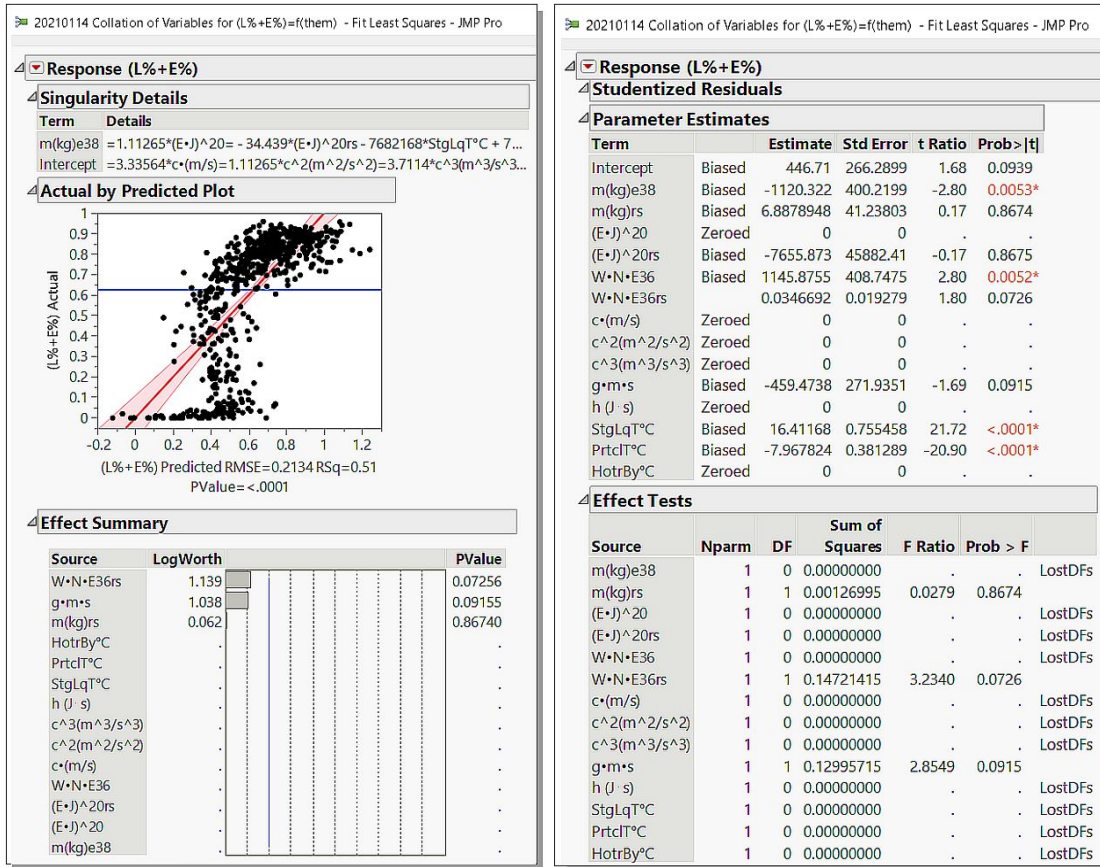 20210114 Collation of Variables for (L%+E%)=f(them) - Fit Least Squares - JMP Pro
Response (L%+E%)
Singularity Details
Term Details
m(kg)e38 =1.11265*(E•J)^20= - 34.439*(E•J)^20rs - 7682168*StgLqT°C + 7...
Intercept =3.33564*c•(m/s)=1.11265*c^2(m^2/s^2)=3.7114*c^3(m^3/s^3...
Actual by Predicted Plot
1
0.9
0.8
0.7
0.6
0.5
0.4
0.3
0.2
0.1
0
(L%+E%) Actual
-0.2 0 0.2 0.4 0.6 0.8 1 1.2
(L%+E%) Predicted RMSE=0.2134 RSq=0.51
PValue=<.0001
Effect Summary
Source LogWorth PValue
W•N•E36rs 1.139 0.07256
g•m•s 1.038 0.09155
m(kg)rs 0.062 0.86740
HotrBy°C . .
PrtclT°C . .
StgLqT°C . .
h (J·s) . .
c^3(m^3/s^3) . .
c^2(m^2/s^2) . .
c•(m/s) . .
W•N•E36 . .
(E•J)^20rs . .
(E•J)^20 . .
m(kg)e38 . .
20210114 Collation of Variables for (L%+E%)=f(them) - Fit Least Squares - JMP Pro
Response (L%+E%)
Studentized Residuals
Parameter Estimates
Term Estimate Std Error t Ratio Prob>|t|
Intercept Biased 446.71 266.2899 1.68 0.0939
m(kg)e38 Biased -1120.322 400.2199 -2.80 0.0053*
m(kg)rs Biased 6.8878948 41.23803 0.17 0.8674
(E•J)^20 Zeroed 0 0 . .
(E•J)^20rs Biased -7655.873 45882.41 -0.17 0.8675
W•N•E36 Biased 1145.8755 408.7475 2.80 0.0052*
W•N•E36rs 0.0346692 0.019279 1.80 0.0726
c•(m/s) Zeroed 0 0 . .
c^2(m^2/s^2) Zeroed 0 0 . .
c^3(m^3/s^3) Zeroed 0 0 . .
g•m•s Biased -459.4738 271.9351 -1.69 0.0915
h (J·s) Zeroed 0 0 . .
StgLqT°C Biased 16.41168 0.755458 21.72 <.0001*
PrtclT°C Biased -7.967824 0.381289 -20.90 <.0001*
HotrBy°C Zeroed 0 0 . .
Effect Tests
Sum of
Source Nparm DF Squares F Ratio Prob > F
m(kg)e38 1 0 0.00000000 . . LostDFs
m(kg)rs 1 1 0.00126995 0.0279 0.8674
(E•J)^20 1 0 0.00000000 . . LostDFs
(E•J)^20rs 1 0 0.00000000 . . LostDFs
W•N•E36 1 0 0.00000000 . . LostDFs
W•N•E36rs 1 1 0.14721415 3.2340 0.0726
c•(m/s) 1 0 0.00000000 . . LostDFs
c^2(m^2/s^2) 1 0 0.00000000 . . LostDFs
c^3(m^3/s^3) 1 0 0.00000000 . . LostDFs
g•m•s 1 1 0.12995715 2.8549 0.0915
h (J·s) 1 0 0.00000000 . . LostDFs
StgLqT°C 1 0 0.00000000 . . LostDFs
PrtclT°C 1 0 0.00000000 . . LostDFs
HotrBy°C 1 0 0.00000000 . . LostDFs